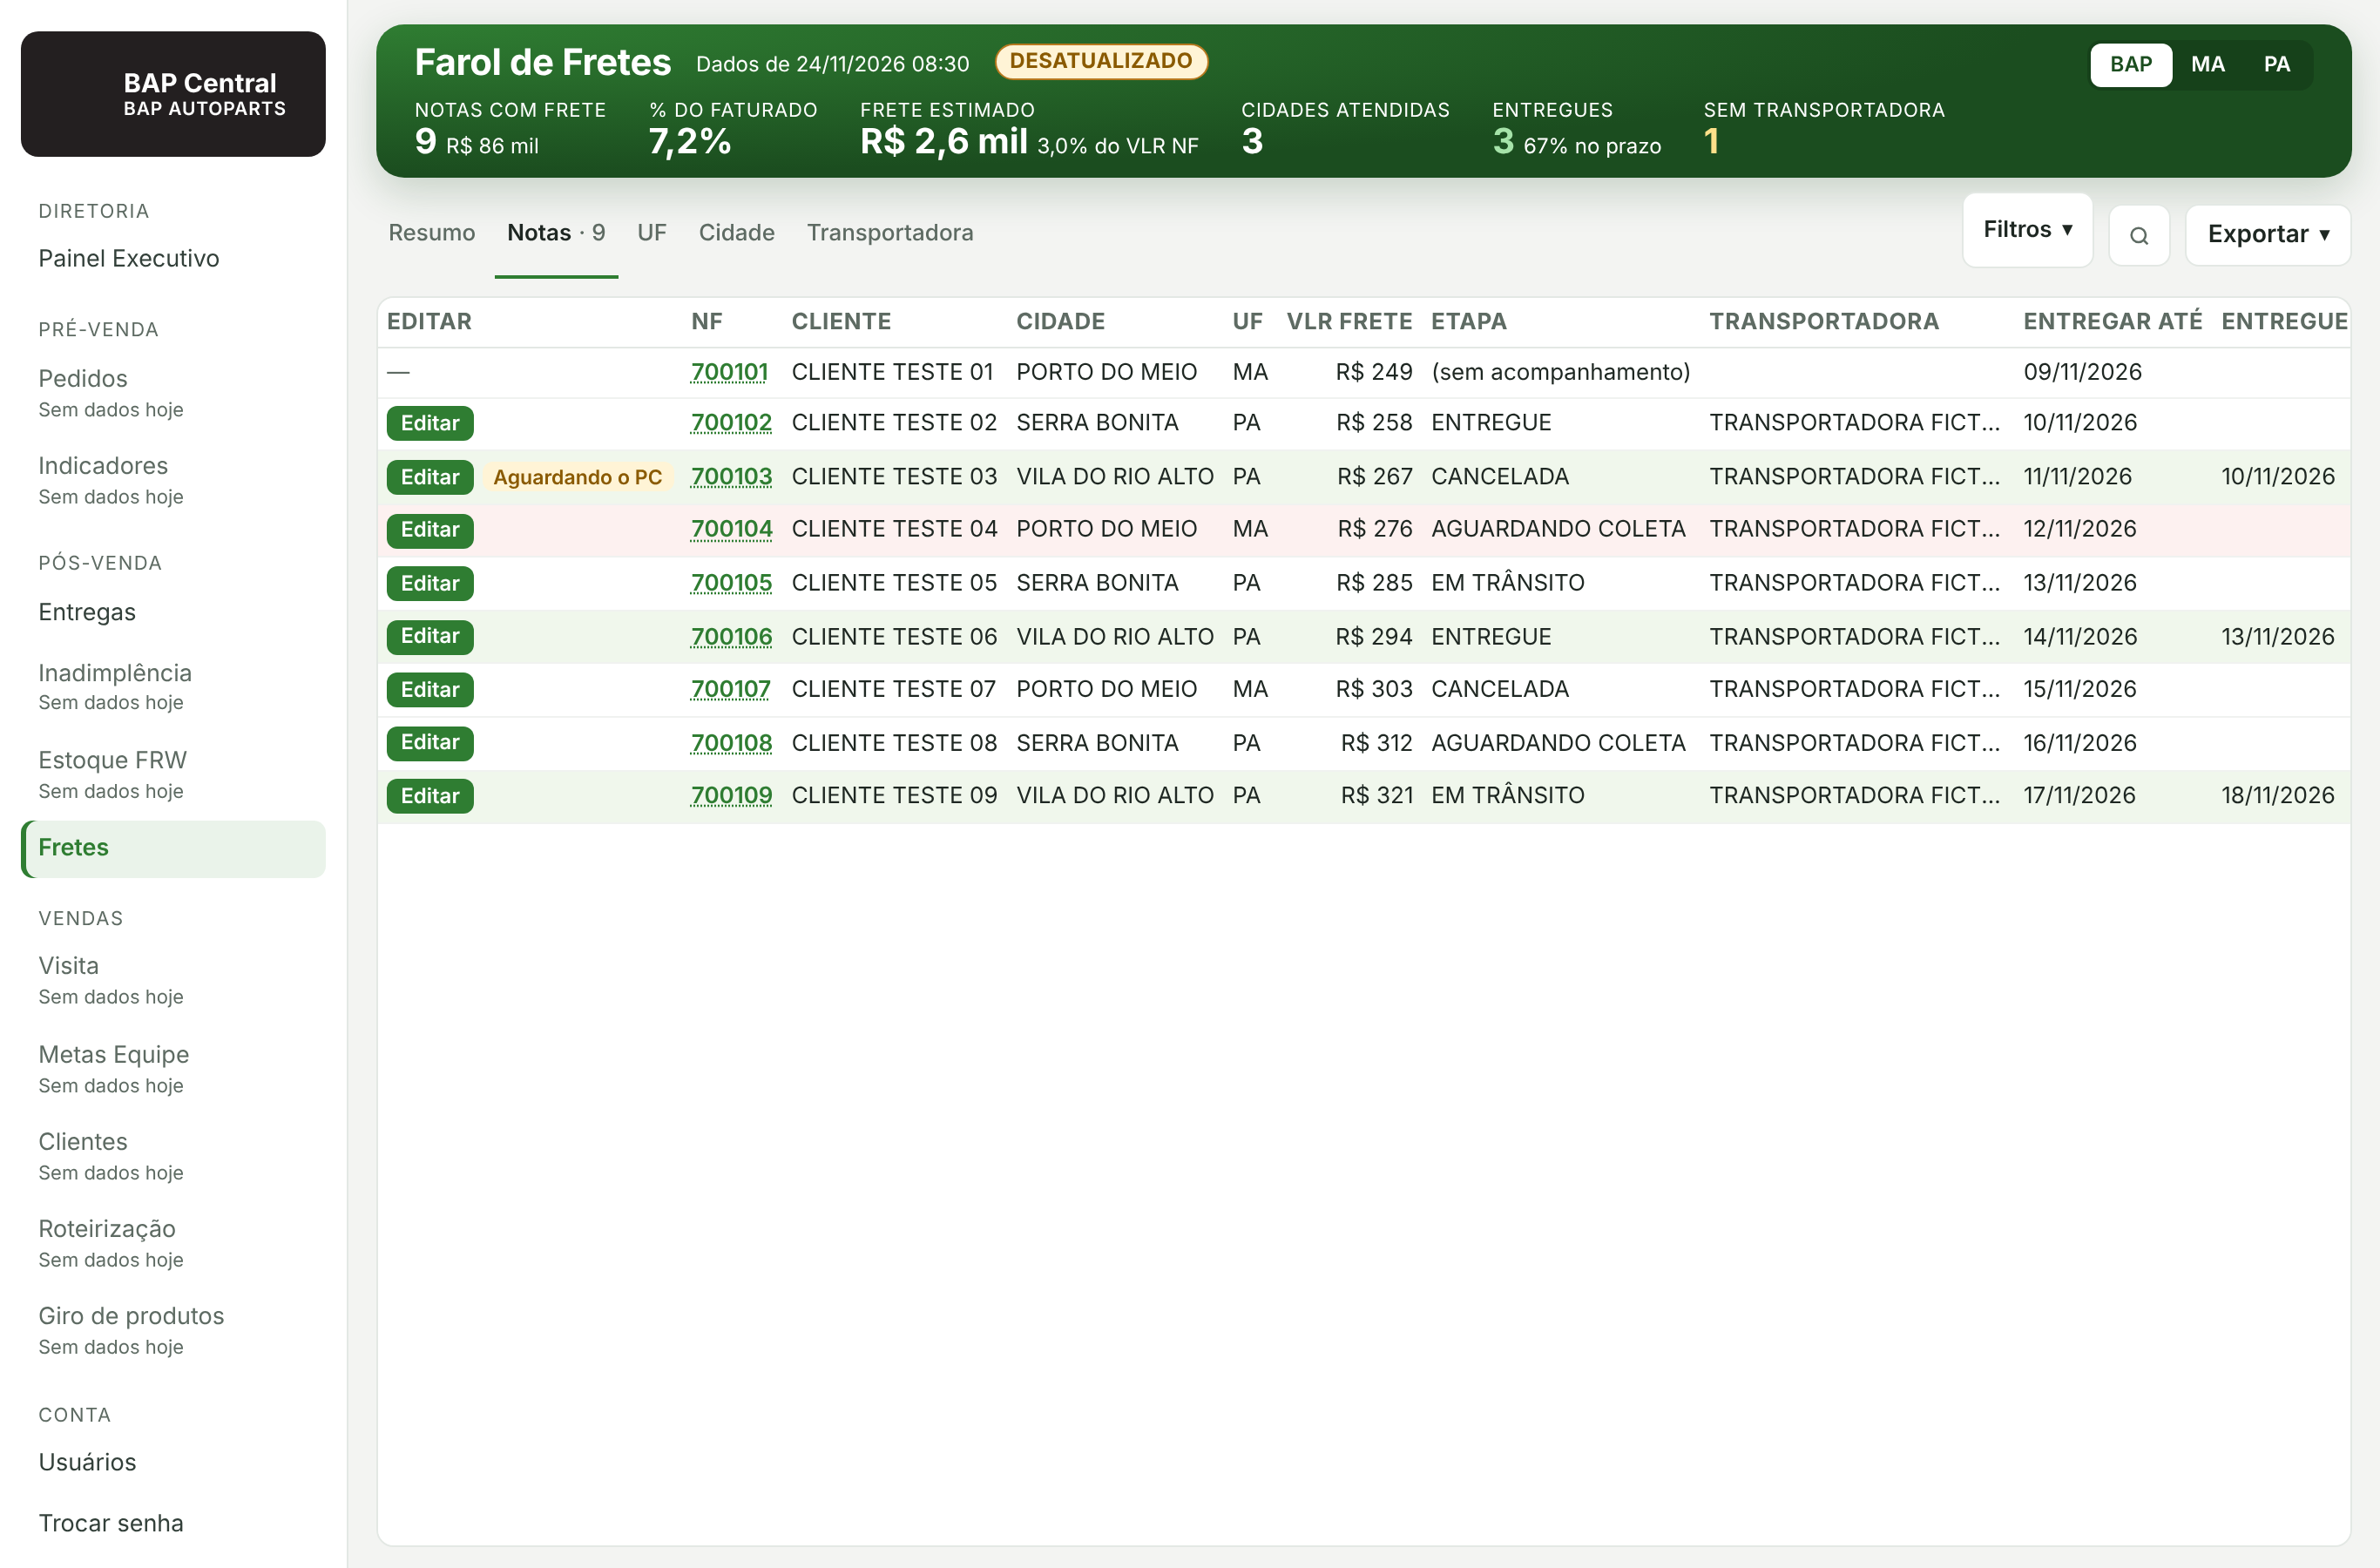 BAP Central
BAP AUTOPARTS
DIRETORIA
Painel Executivo
PRÉ-VENDA
Pedidos
Sem dados hoje
Indicadores
Sem dados hoje
PÓS-VENDA
Entregas
Inadimplência
Sem dados hoje
Estoque FRW
Sem dados hoje
Fretes
VENDAS
Visita
Sem dados hoje
Metas Equipe
Sem dados hoje
Clientes
Sem dados hoje
Roteirização
Sem dados hoje
Giro de produtos
Sem dados hoje
CONTA
Usuários
Trocar senha
Farol de Fretes Dados de 24/11/2026 08:30 DESATUALIZADO BAP MA PA
NOTAS COM FRETE % DO FATURADO FRETE ESTIMADO CIDADES ATENDIDAS ENTREGUES SEM TRANSPORTADORA
9 R$ 86 mil 7,2% R$ 2,6 mil 3,0% do VLR NF 3 3 67% no prazo 1
Resumo Notas · 9 UF Cidade Transportadora Filtros ▾ Exportar ▾
EDITAR NF CLIENTE CIDADE UF VLR FRETE ETAPA TRANSPORTADORA ENTREGAR ATÉ ENTREGUE
— 700101 CLIENTE TESTE 01 PORTO DO MEIO MA R$ 249 (sem acompanhamento) 09/11/2026
Editar 700102 CLIENTE TESTE 02 SERRA BONITA PA R$ 258 ENTREGUE TRANSPORTADORA FICT... 10/11/2026
Editar Aguardando o PC 700103 CLIENTE TESTE 03 VILA DO RIO ALTO PA R$ 267 CANCELADA TRANSPORTADORA FICT... 11/11/2026 10/11/2026
Editar 700104 CLIENTE TESTE 04 PORTO DO MEIO MA R$ 276 AGUARDANDO COLETA TRANSPORTADORA FICT... 12/11/2026
Editar 700105 CLIENTE TESTE 05 SERRA BONITA PA R$ 285 EM TRÂNSITO TRANSPORTADORA FICT... 13/11/2026
Editar 700106 CLIENTE TESTE 06 VILA DO RIO ALTO PA R$ 294 ENTREGUE TRANSPORTADORA FICT... 14/11/2026 13/11/2026
Editar 700107 CLIENTE TESTE 07 PORTO DO MEIO MA R$ 303 CANCELADA TRANSPORTADORA FICT... 15/11/2026
Editar 700108 CLIENTE TESTE 08 SERRA BONITA PA R$ 312 AGUARDANDO COLETA TRANSPORTADORA FICT... 16/11/2026
Editar 700109 CLIENTE TESTE 09 VILA DO RIO ALTO PA R$ 321 EM TRÂNSITO TRANSPORTADORA FICT... 17/11/2026 18/11/2026